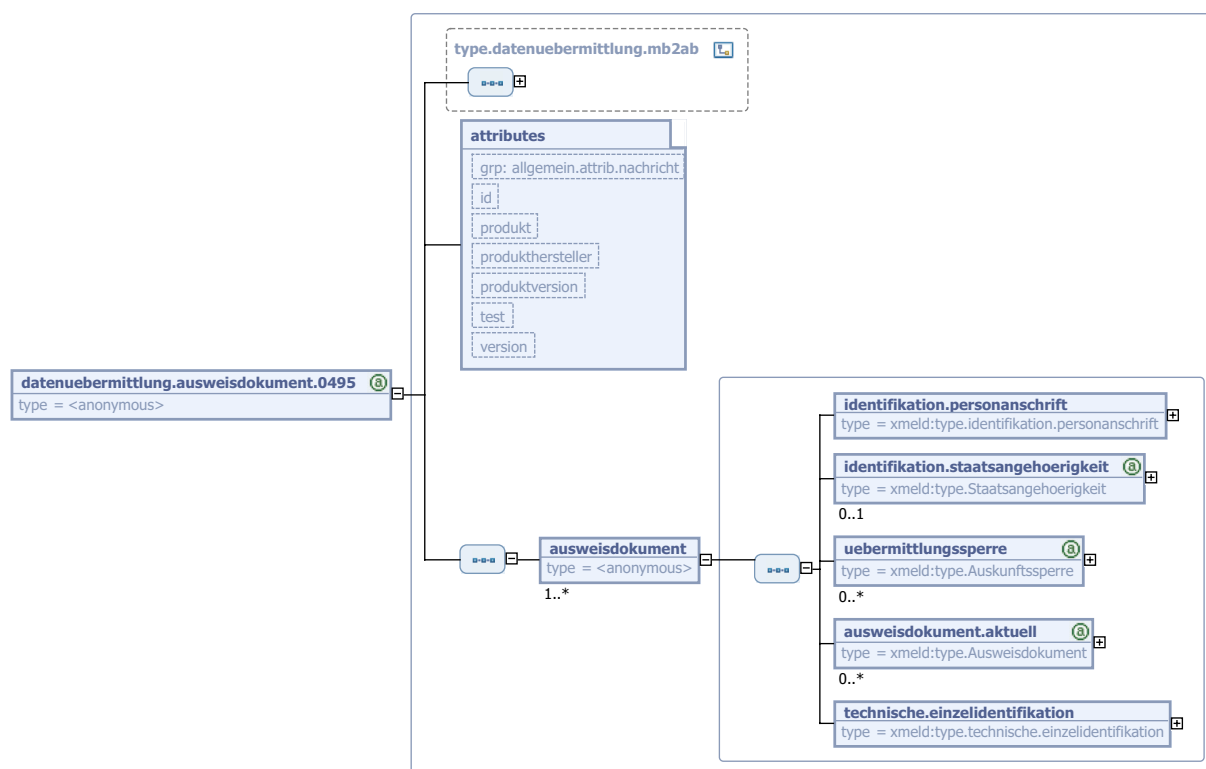 type.datenuebermittlung.mb2ab
attributes
grp: allgemein.attrib.nachricht
id
produkt
produkthersteller
produktversion
test
version
datenuebermittlung.ausweisdokument.0495 @
type = <anonymous>
ausweisdokument
type = <anonymous>
1..*
identifikation.personanschrift
type = xmeld:type.identifikation.personanschrift
identifikation.staatsangehoerigkeit @
type = xmeld:type.Staatsangehoerigkeit
0..1
uebermittlungssperre @
type = xmeld:type.Auskunftssperre
0..*
ausweisdokument.aktuell @
type = xmeld:type.Ausweisdokument
0..*
technische.einzelidentifikation
type = xmeld:type.technische.einzelidentifikation